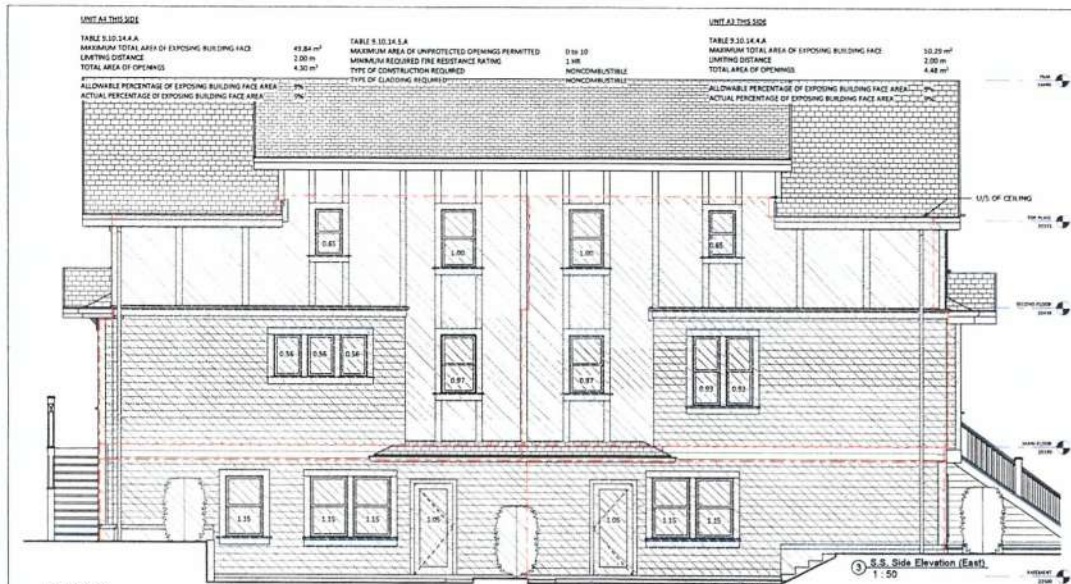 UNIT A4 THIS SIDE
TABLE 9.10.14.4.A
MAXIMUM TOTAL AREA OF EXPOSING BUILDING FACE 49.84 m²
LIMITING DISTANCE 2.00 m
TOTAL AREA OF OPENINGS 4.30 m²
ALLOWABLE PERCENTAGE OF EXPOSING BUILDING FACE AREA 9%
ACTUAL PERCENTAGE OF EXPOSING BUILDING FACE AREA 9%
TABLE 9.10.14.5.A
MAXIMUM AREA OF UNPROTECTED OPENINGS PERMITTED 0 to 10
MINIMUM REQUIRED FIRE RESISTANCE RATING 1 HR
TYPE OF CONSTRUCTION REQUIRED NONCOMBUSTIBLE
TYPE OF CLADDING REQUIRED NONCOMBUSTIBLE
UNIT A3 THIS SIDE
TABLE 9.10.14.4.A
MAXIMUM TOTAL AREA OF EXPOSING BUILDING FACE 50.29 m²
LIMITING DISTANCE 2.00 m
TOTAL AREA OF OPENINGS 4.48 m²
ALLOWABLE PERCENTAGE OF EXPOSING BUILDING FACE AREA 9%
ACTUAL PERCENTAGE OF EXPOSING BUILDING FACE AREA 9%
U/S OF CEILING
TOP PLATE
0.65 1.00 1.00 0.65
SECOND FLOOR
0.56 0.56 0.56 0.97 0.97 0.93 0.93
MAIN FLOOR
1.15 1.15 1.15 1.05 1.05 1.15 1.15
3 S.S. Side Elevation (East)
1 : 50
BASEMENT